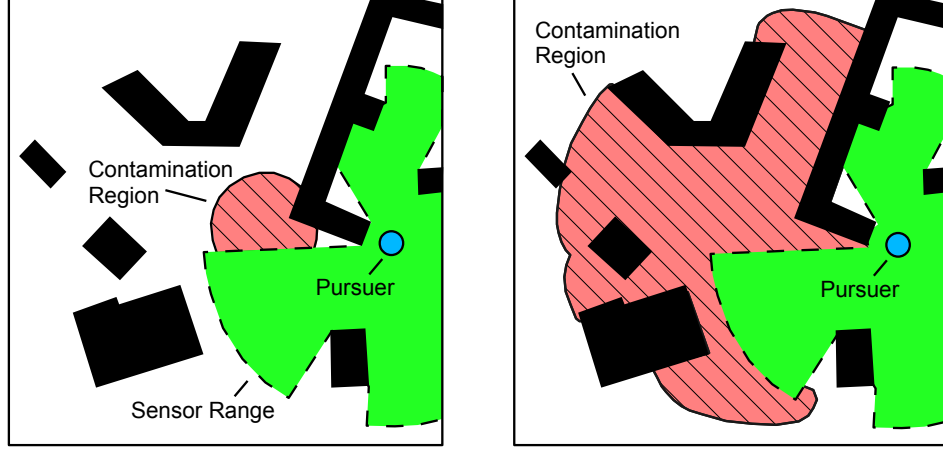 Contamination
Region
Pursuer
Sensor Range
Contamination
Region
Pursuer